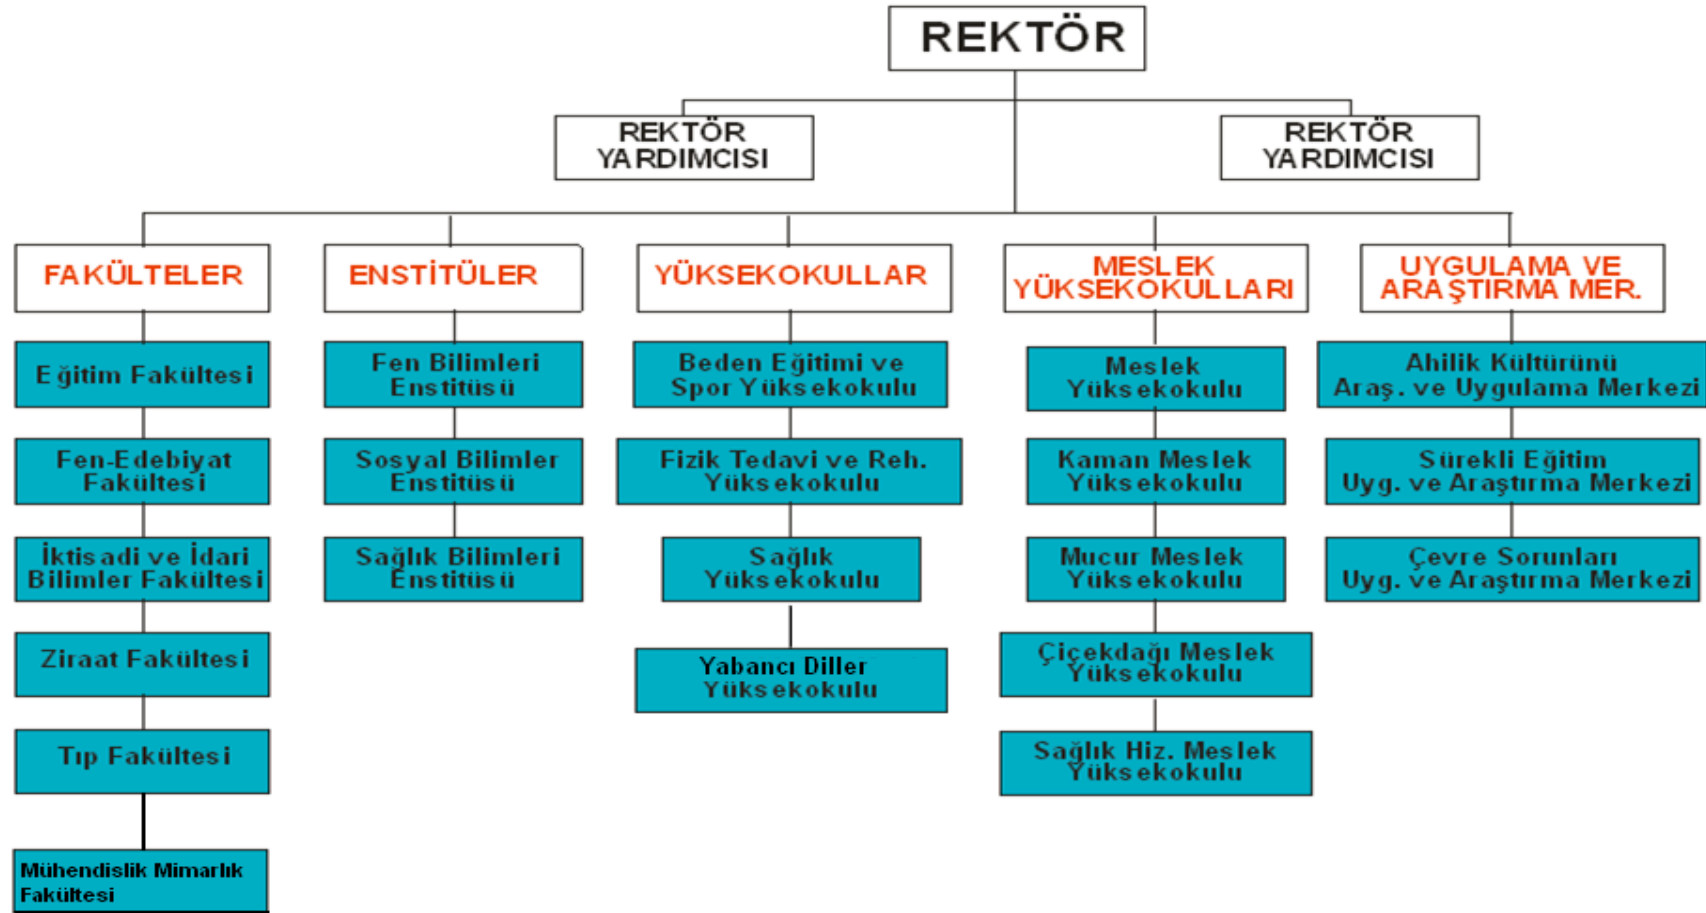 REKTÖR
REKTÖR
YARDIMCISI
REKTÖR
YARDIMCISI
FAKÜLTELER
Eğitim Fakültesi
Fen-Edebiyat
Fakültesi
İktisadi ve İdari
Bilimler Fakültesi
Ziraat Fakültesi
Tıp Fakültesi
Mühendislik Mimarlık
Fakültesi
ENSTİTÜLER
Fen Bilimleri
Enstitüsü
Sosyal Bilimler
Enstitüsü
Sağlık Bilimleri
Enstitüsü
YÜKSEKOKULLAR
Beden Eğitimi ve
Spor Yüksekokulu
Fizik Tedavi ve Reh.
Yüksekokulu
Sağlık
Yüksekokulu
Yabancı Diller
Yüksekokulu
MESLEK
YÜKSEKOKULLARI
Meslek
Yüksekokulu
Kaman Meslek
Yüksekokulu
Mucur Meslek
Yüksekokulu
Çiçekdağı Meslek
Yüksekokulu
Sağlık Hiz. Meslek
Yüksekokulu
UYGULAMA VE
ARAŞTIRMA MER.
Ahilik Kültürünü
Araş. ve Uygulama Merkezi
Sürekli Eğitim
Uyg. ve Araştırma Merkezi
Çevre Sorunları
Uyg. ve Araştırma Merkezi